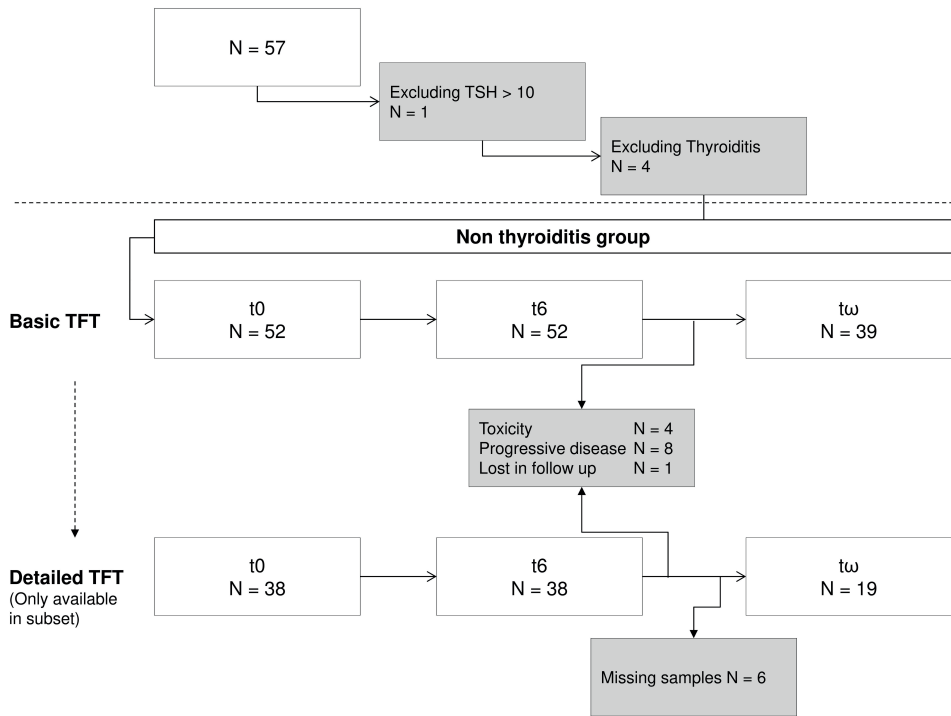 N = 57
Excluding TSH > 10
N = 1
Excluding Thyroiditis
N = 4
Non thyroiditis group
Basic TFT
t0
N = 52
t6
N = 52
tω
N = 39
Toxicity N = 4
Progressive disease N = 8
Lost in follow up N = 1
Detailed TFT
(Only available
in subset)
t0
N = 38
t6
N = 38
tω
N = 19
Missing samples N = 6